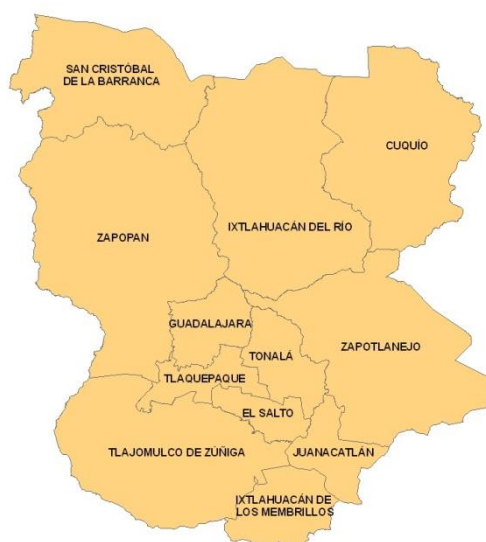 SAN CRISTÓBAL
DE LA BARRANCA
CUQUÍO
ZAPOPAN
IXTLAHUACÁN DEL RÍO
GUADALAJARA
TONALÁ
ZAPOTLANEJO
TLAQUEPAQUE
EL SALTO
TLAJOMULCO DE ZÚÑIGA
JUANACATLÁN
IXTLAHUACÁN DE
LOS MEMBRILLOS